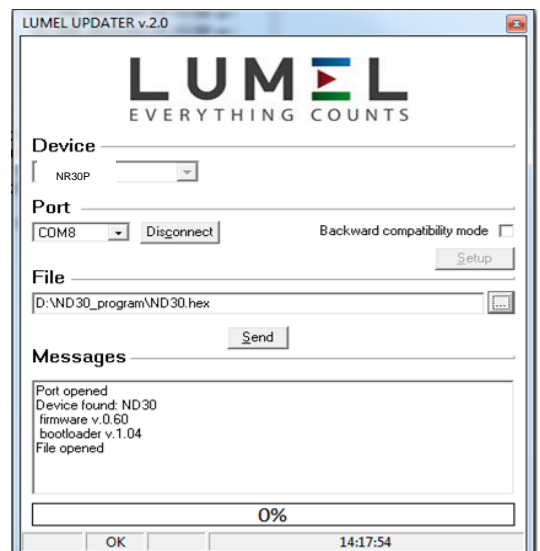 LUMEL UPDATER v.2.0
LUMEL
EVERYTHING COUNTS
Device
NR30P
Port
COM8 Disconnect Backward compatibility mode
Setup
File
D:\ND30_program\ND30.hex ...
Send
Messages
Port opened
Device found: ND30
firmware v.0.60
bootloader v.1.04
File opened
0%
OK 14:17:54